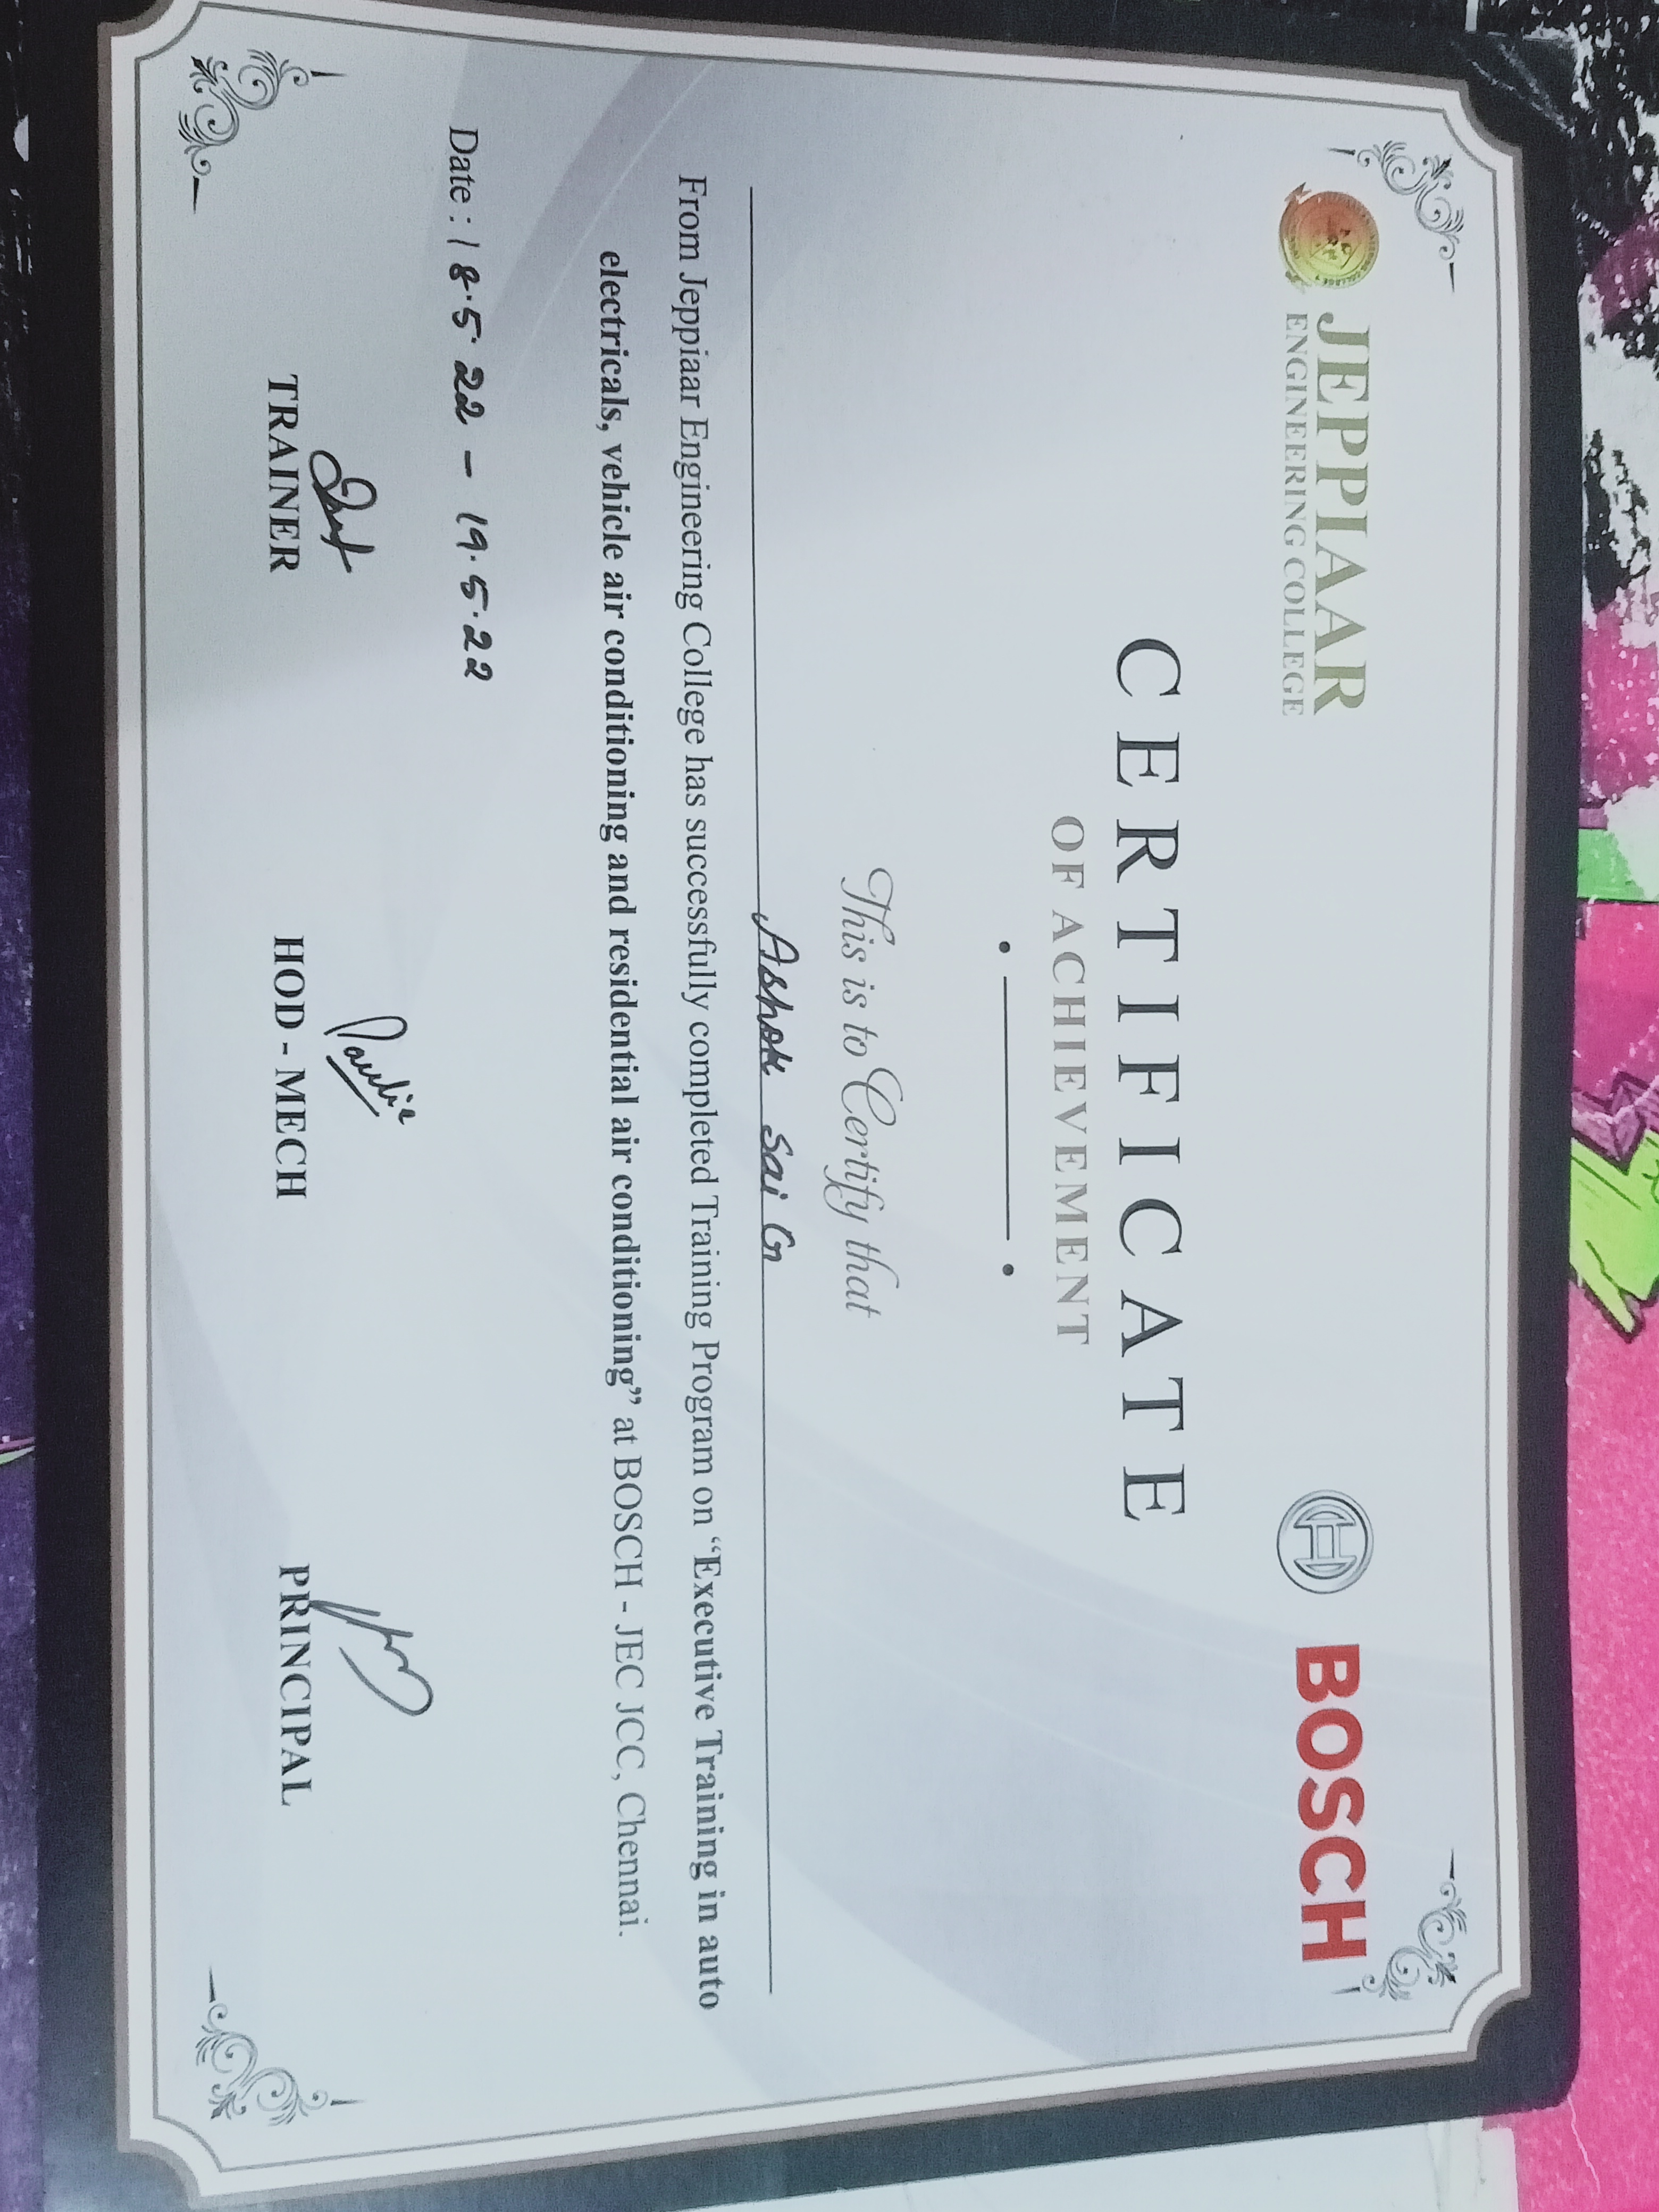 JEPPIAAR
ENGINEERING COLLEGE
BOSCH
CERTIFICATE
OF ACHIEVEMENT
This is to Certify that
Ashok Sai G
From Jeppiaar Engineering College has successfully completed Training Program on “Executive Training in auto
electricals, vehicle air conditioning and residential air conditioning” at BOSCH - JEC JCC, Chennai.
Date : 18.5.22 - 19.5.22
TRAINER
HOD - MECH
PRINCIPAL